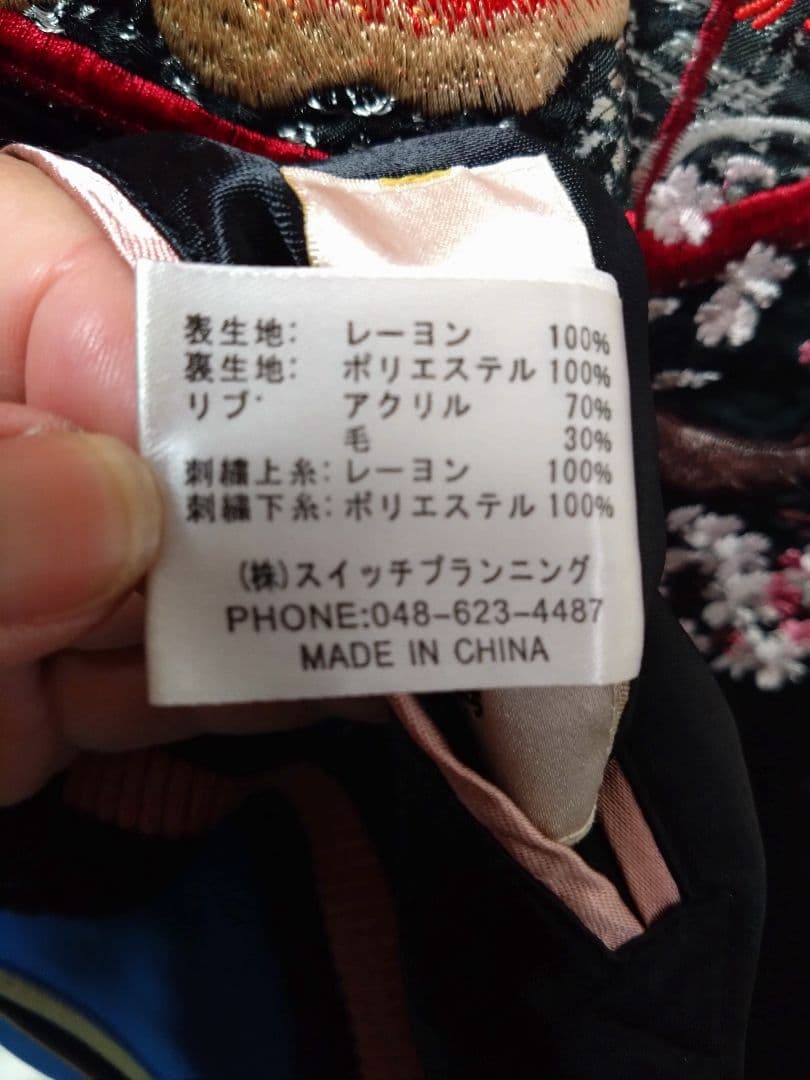 表生地: レーヨン 100%
裏生地: ポリエステル 100%
リブ: アクリル 70%
毛 30%
刺繍上糸: レーヨン 100%
刺繍下糸: ポリエステル 100%
(株)スイッチプランニング
PHONE:048-623-4487
MADE IN CHINA